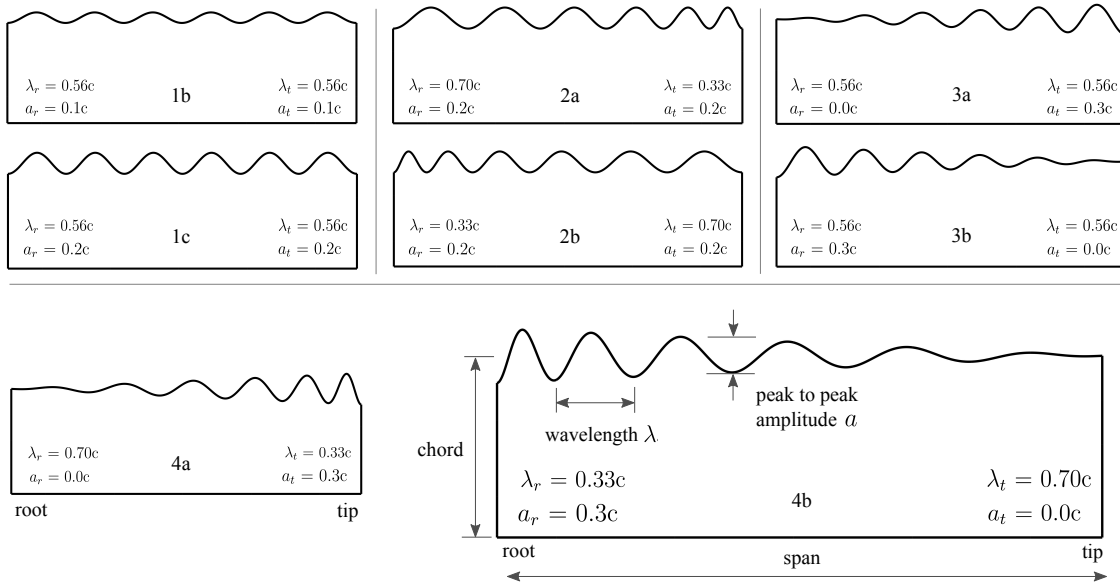 λr = 0.56c λt = 0.56c
ar = 0.1c 1b at = 0.1c
λr = 0.70c λt = 0.33c
ar = 0.2c 2a at = 0.2c
λr = 0.56c λt = 0.56c
ar = 0.0c 3a at = 0.3c
λr = 0.56c λt = 0.56c
ar = 0.2c 1c at = 0.2c
λr = 0.33c λt = 0.70c
ar = 0.2c 2b at = 0.2c
λr = 0.56c λt = 0.56c
ar = 0.3c 3b at = 0.0c
λr = 0.70c λt = 0.33c
ar = 0.0c 4a at = 0.3c
root tip
peak to peak
amplitude a
wavelength λ
chord
λr = 0.33c λt = 0.70c
ar = 0.3c 4b at = 0.0c
root tip
span